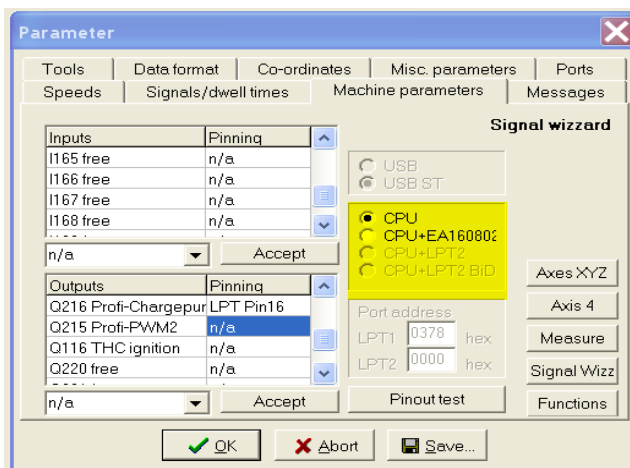 Parameter
Tools Data format Co-ordinates Misc. parameters Ports
Speeds Signals/dwell times Machine parameters Messages
Signal wizzard
Inputs Pinning
I165 free n/a
I166 free n/a
I167 free n/a
I168 free n/a
n/a Accept
Outputs Pinning
Q216 Profi-Chargepur LPT Pin16
Q215 Profi-PWM2 n/a
Q116 THC ignition n/a
Q220 free n/a
n/a Accept
USB
USB ST
CPU
CPU+EA160802
CPU+LPT2
CPU+LPT2 BiD
Port address
LPT1 0378 hex
LPT2 0000 hex
Pinout test
Axes XYZ
Axis 4
Measure
Signal Wizz
Functions
OK Abort Save...